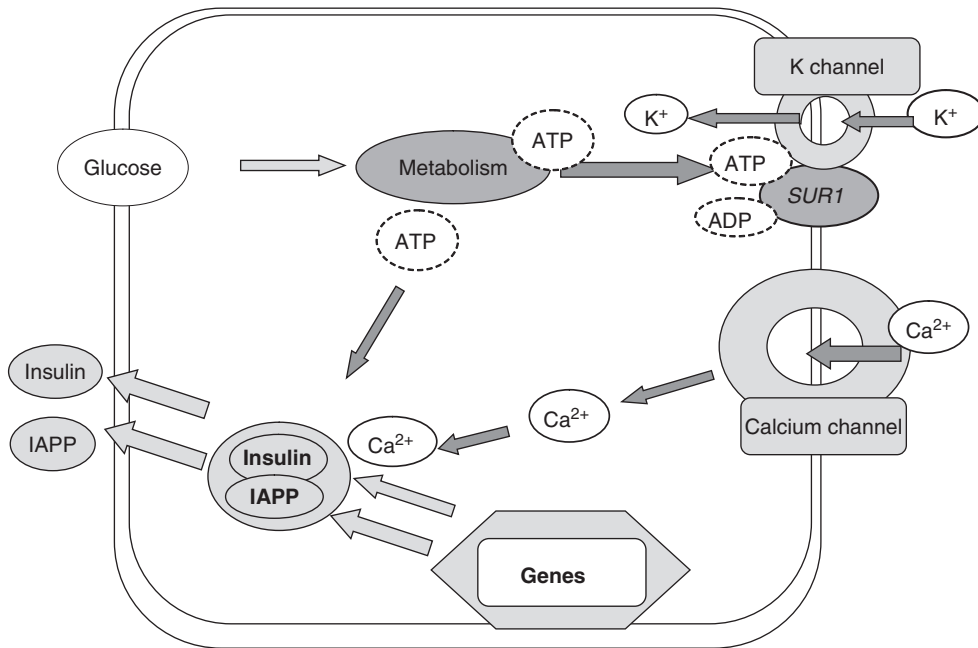 K channel
K+
K+
ATP
Glucose
Metabolism
ATP
SUR1
ADP
ATP
Ca2+
Insulin
Ca2+
Calcium channel
IAPP
Ca2+
Insulin
IAPP
Genes